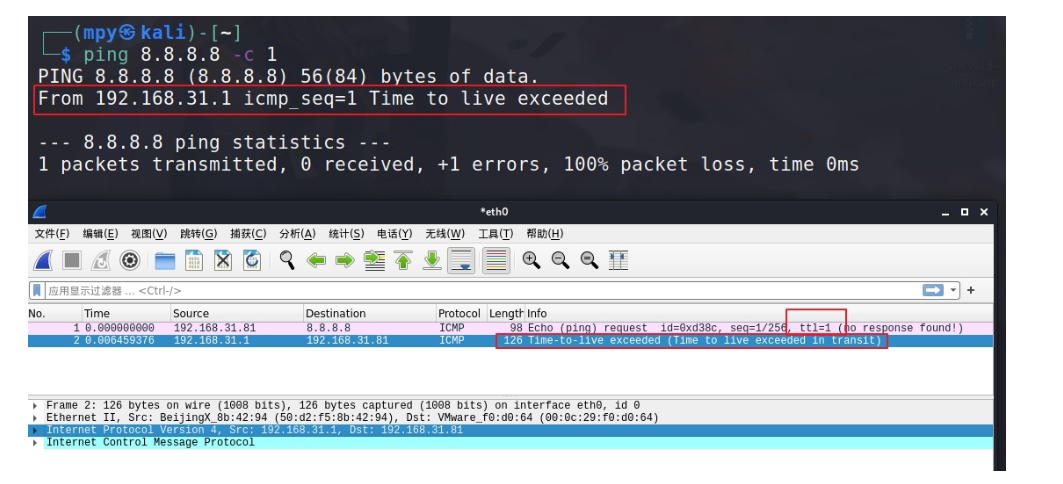 (mpy㉿kali)-[~]
$ ping 8.8.8.8 -c 1
PING 8.8.8.8 (8.8.8.8) 56(84) bytes of data.
From 192.168.31.1 icmp_seq=1 Time to live exceeded
--- 8.8.8.8 ping statistics ---
1 packets transmitted, 0 received, +1 errors, 100% packet loss, time 0ms
*eth0
文件(F) 编辑(E) 视图(V) 跳转(G) 捕获(C) 分析(A) 统计(S) 电话(Y) 无线(W) 工具(T) 帮助(H)
应用显示过滤器 … <Ctrl-/>
No. Time Source Destination Protocol Length Info
1 0.000000000 192.168.31.81 8.8.8.8 ICMP 98 Echo (ping) request id=0xd38c, seq=1/256, ttl=1 (no response found!)
2 0.006459376 192.168.31.1 192.168.31.81 ICMP 126 Time-to-live exceeded (Time to live exceeded in transit)
Frame 2: 126 bytes on wire (1008 bits), 126 bytes captured (1008 bits) on interface eth0, id 0
Ethernet II, Src: BeijingX_8b:42:94 (50:d2:f5:8b:42:94), Dst: VMware_f0:d0:64 (00:0c:29:f0:d0:64)
Internet Protocol Version 4, Src: 192.168.31.1, Dst: 192.168.31.81
Internet Control Message Protocol